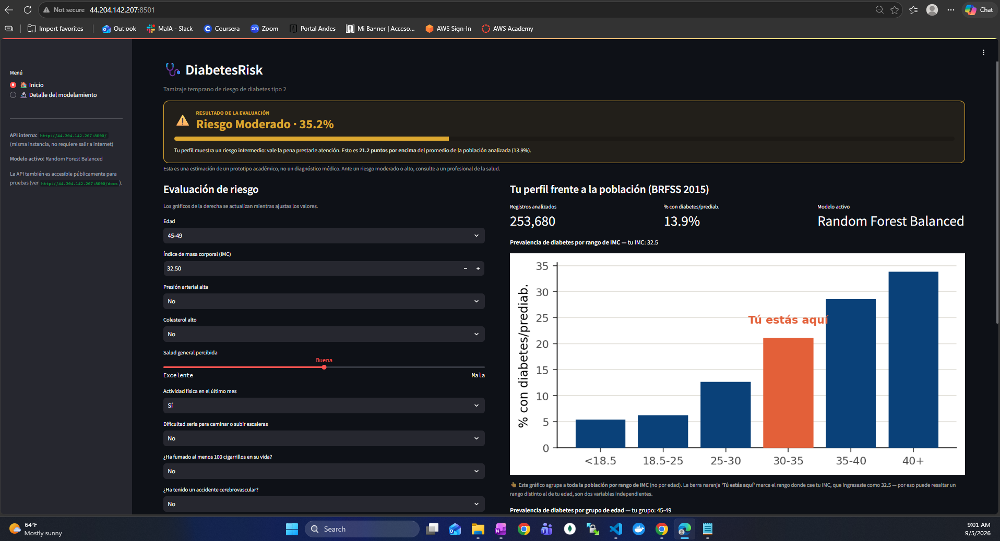 Not secure 44.204.142.207:8501
Chat
Import favorites
Outlook
MaIA - Slack
Coursera
zm Zoom
Portal Andes
Mi Banner | Acceso...
AWS Sign-In
AWS Academy
Menú
Inicio
Detalle del modelamiento
API interna: http://44.204.142.207:8000/
(misma instancia, no requiere salir a internet)
Modelo activo: Random Forest Balanced
La API también es accesible públicamente para
pruebas (ver http://44.204.142.207:8000/docs ).
DiabetesRisk
Tamizaje temprano de riesgo de diabetes tipo 2
RESULTADO DE LA EVALUACIÓN
Riesgo Moderado · 35.2%
Tu perfil muestra un riesgo intermedio: vale la pena prestarle atención. Esto es 21.2 puntos por encima del promedio de la población analizada (13.9%).
Esta es una estimación de un prototipo académico, no un diagnóstico médico. Ante un riesgo moderado o alto, consulte a un profesional de la salud.
Evaluación de riesgo
Los gráficos de la derecha se actualizan mientras ajustas los valores.
Edad
45-49
Índice de masa corporal (IMC)
32.50
− +
Presión arterial alta
No
Colesterol alto
No
Salud general percibida
Buena
Excelente
Mala
Actividad física en el último mes
Sí
Dificultad seria para caminar o subir escaleras
No
¿Ha fumado al menos 100 cigarrillos en su vida?
No
¿Ha tenido un accidente cerebrovascular?
No
Tu perfil frente a la población (BRFSS 2015)
Registros analizados
253,680
% con diabetes/prediab.
13.9%
Modelo activo
Random Forest Balanced
Prevalencia de diabetes por rango de IMC — tu IMC: 32.5
% con diabetes/prediab.
35
30
25
20
15
10
5
0
Tú estás aquí
<18.5
18.5-25
25-30
30-35
35-40
40+
Este gráfico agrupa a toda la población por rango de IMC (no por edad). La barra naranja 'Tú estás aquí' marca el rango donde cae tu IMC, que ingresaste como 32.5 — por eso puede resaltar un
rango distinto al de tu edad, son dos variables independientes.
Prevalencia de diabetes por grupo de edad — tu grupo: 45-49
64°F
Mostly sunny
Search
9:01 AM
9/5/2026